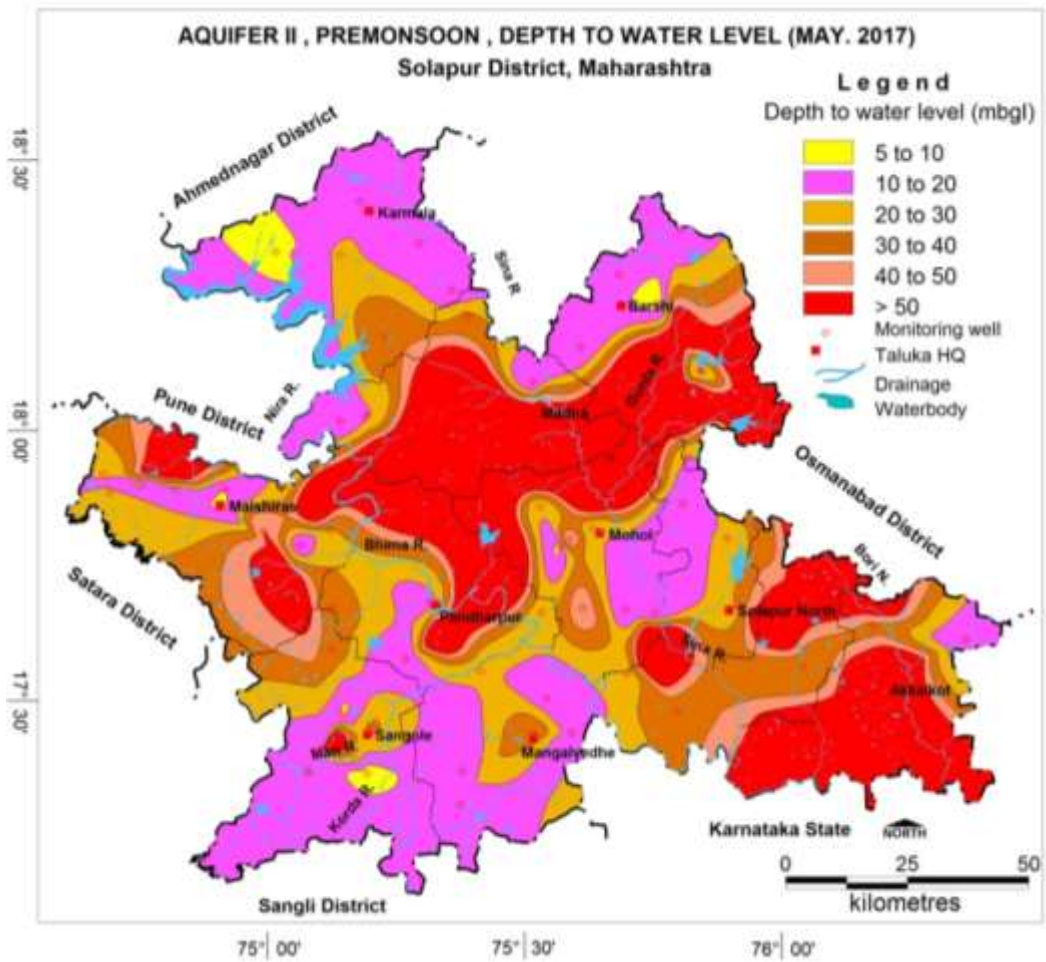 AQUIFER II , PREMONSOON , DEPTH TO WATER LEVEL (MAY. 2017)
Solapur District, Maharashtra
Legend
Depth to water level (mbgl)
5 to 10
10 to 20
20 to 30
30 to 40
40 to 50
> 50
Monitoring well
Taluka HQ
Drainage
Waterbody
Ahmednagar District
18° 30'
Karmala
Sina R.
Barshi
Madha
Nira R.
Pune District
18° 00'
Osmanabad District
Malshiras
Bhima R.
Mohol
Bori N.
Satara District
Pandharpur
Solapur North
Sina R.
17° 30'
Akkalkot
Sangole
Man R.
Mangalvedhe
Korda R.
Karnataka State
NORTH
0 25 50
kilometres
Sangli District
75° 00' 75° 30' 76° 00'